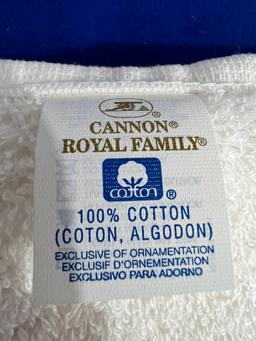 CANNON®
ROYAL FAMILY®
cotton®
100% COTTON
(COTON, ALGODON)
EXCLUSIVE OF ORNAMENTATION
EXCLUSIF D'ORNEMENTATION
EXCLUSIVO PARA ADORNO